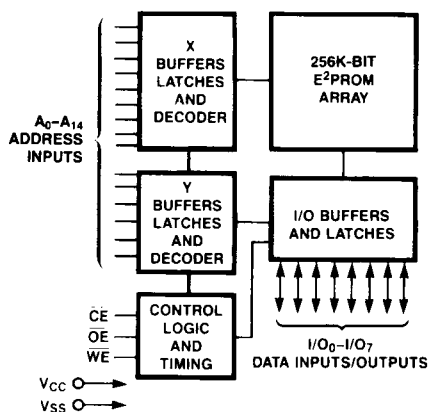 X
BUFFERS
LATCHES
AND
DECODER
256K-BIT
E²PROM
ARRAY
A₀–A₁₄
ADDRESS
INPUTS
Y
BUFFERS
LATCHES
AND
DECODER
I/O BUFFERS
AND LATCHES
CE
OE
WE
CONTROL
LOGIC
AND
TIMING
I/O₀–I/O₇
DATA INPUTS/OUTPUTS
VCC
VSS